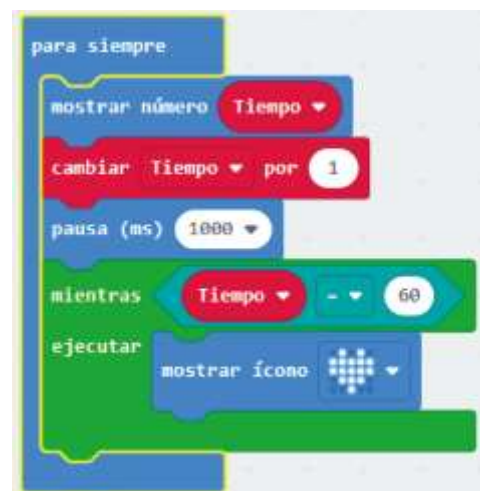 para siempre
mostrar número Tiempo
cambiar Tiempo por 1
pausa (ms) 1000
mientras Tiempo = 60
ejecutar
mostrar ícono